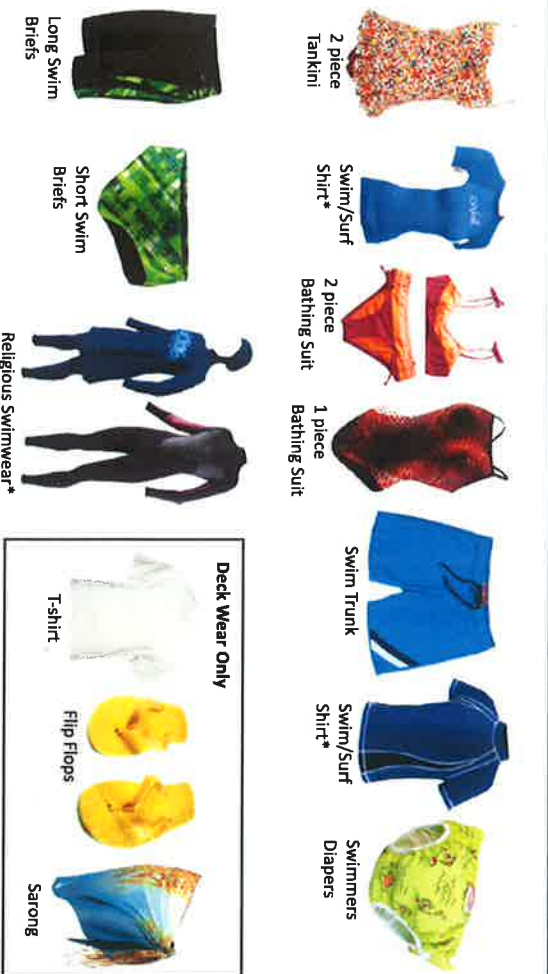 2 piece
Tankini
Swim/Surf
Shirt*
2 piece
Bathing Suit
1 piece
Bathing Suit
Swim Trunk
Swim/Surf
Shirt*
Swimmers
Diapers
Long Swim
Briefs
Short Swim
Briefs
Religious Swimwear*
Deck Wear Only
T-shirt
Flip Flops
Sarong